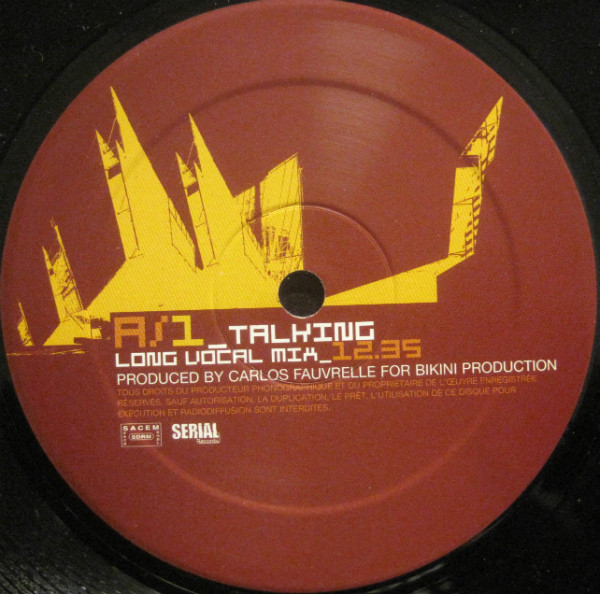 A/1_TALKING
LONG VOCAL MIX_12.35
PRODUCED BY CARLOS FAUVRELLE FOR BIKINI PRODUCTION
TOUS DROITS DU PRODUCTEUR PHONOGRAPHIQUE ET DU PROPRIETAIRE DE L'ŒUVRE ENREGISTRÉE
RÉSERVÉS. SAUF AUTORISATION, LA DUPLICATION, LE PRÊT, L'UTILISATION DE CE DISQUE POUR
EXÉCUTION ET RADIODIFFUSION SONT INTERDITES.
SACEM
SDRM
SERIAL
Records